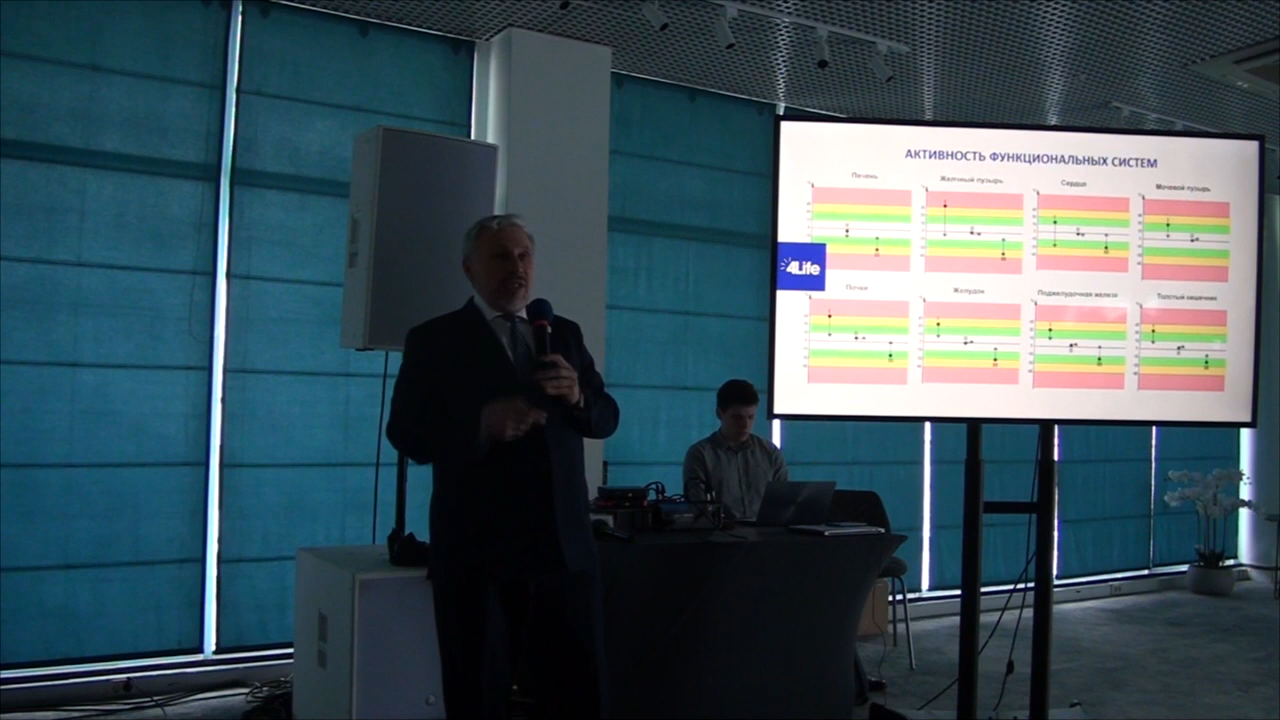 АКТИВНОСТЬ ФУНКЦИОНАЛЬНЫХ СИСТЕМ
Печень
Желчный пузырь
Сердце
Мочевой пузырь
4Life
Почки
Желудок
Поджелудочная железа
Толстый кишечник